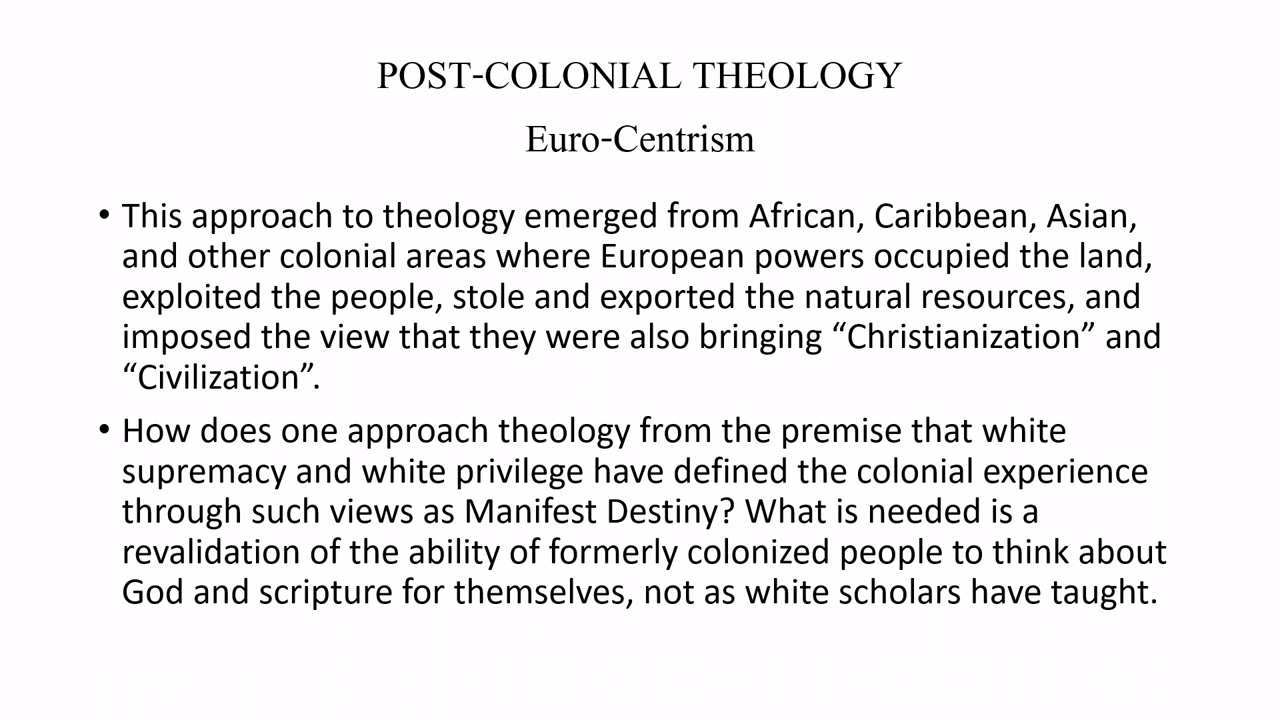 POST-COLONIAL THEOLOGY
Euro-Centrism
• This approach to theology emerged from African, Caribbean, Asian,
and other colonial areas where European powers occupied the land,
exploited the people, stole and exported the natural resources, and
imposed the view that they were also bringing “Christianization” and
“Civilization”.
• How does one approach theology from the premise that white
supremacy and white privilege have defined the colonial experience
through such views as Manifest Destiny? What is needed is a
revalidation of the ability of formerly colonized people to think about
God and scripture for themselves, not as white scholars have taught.